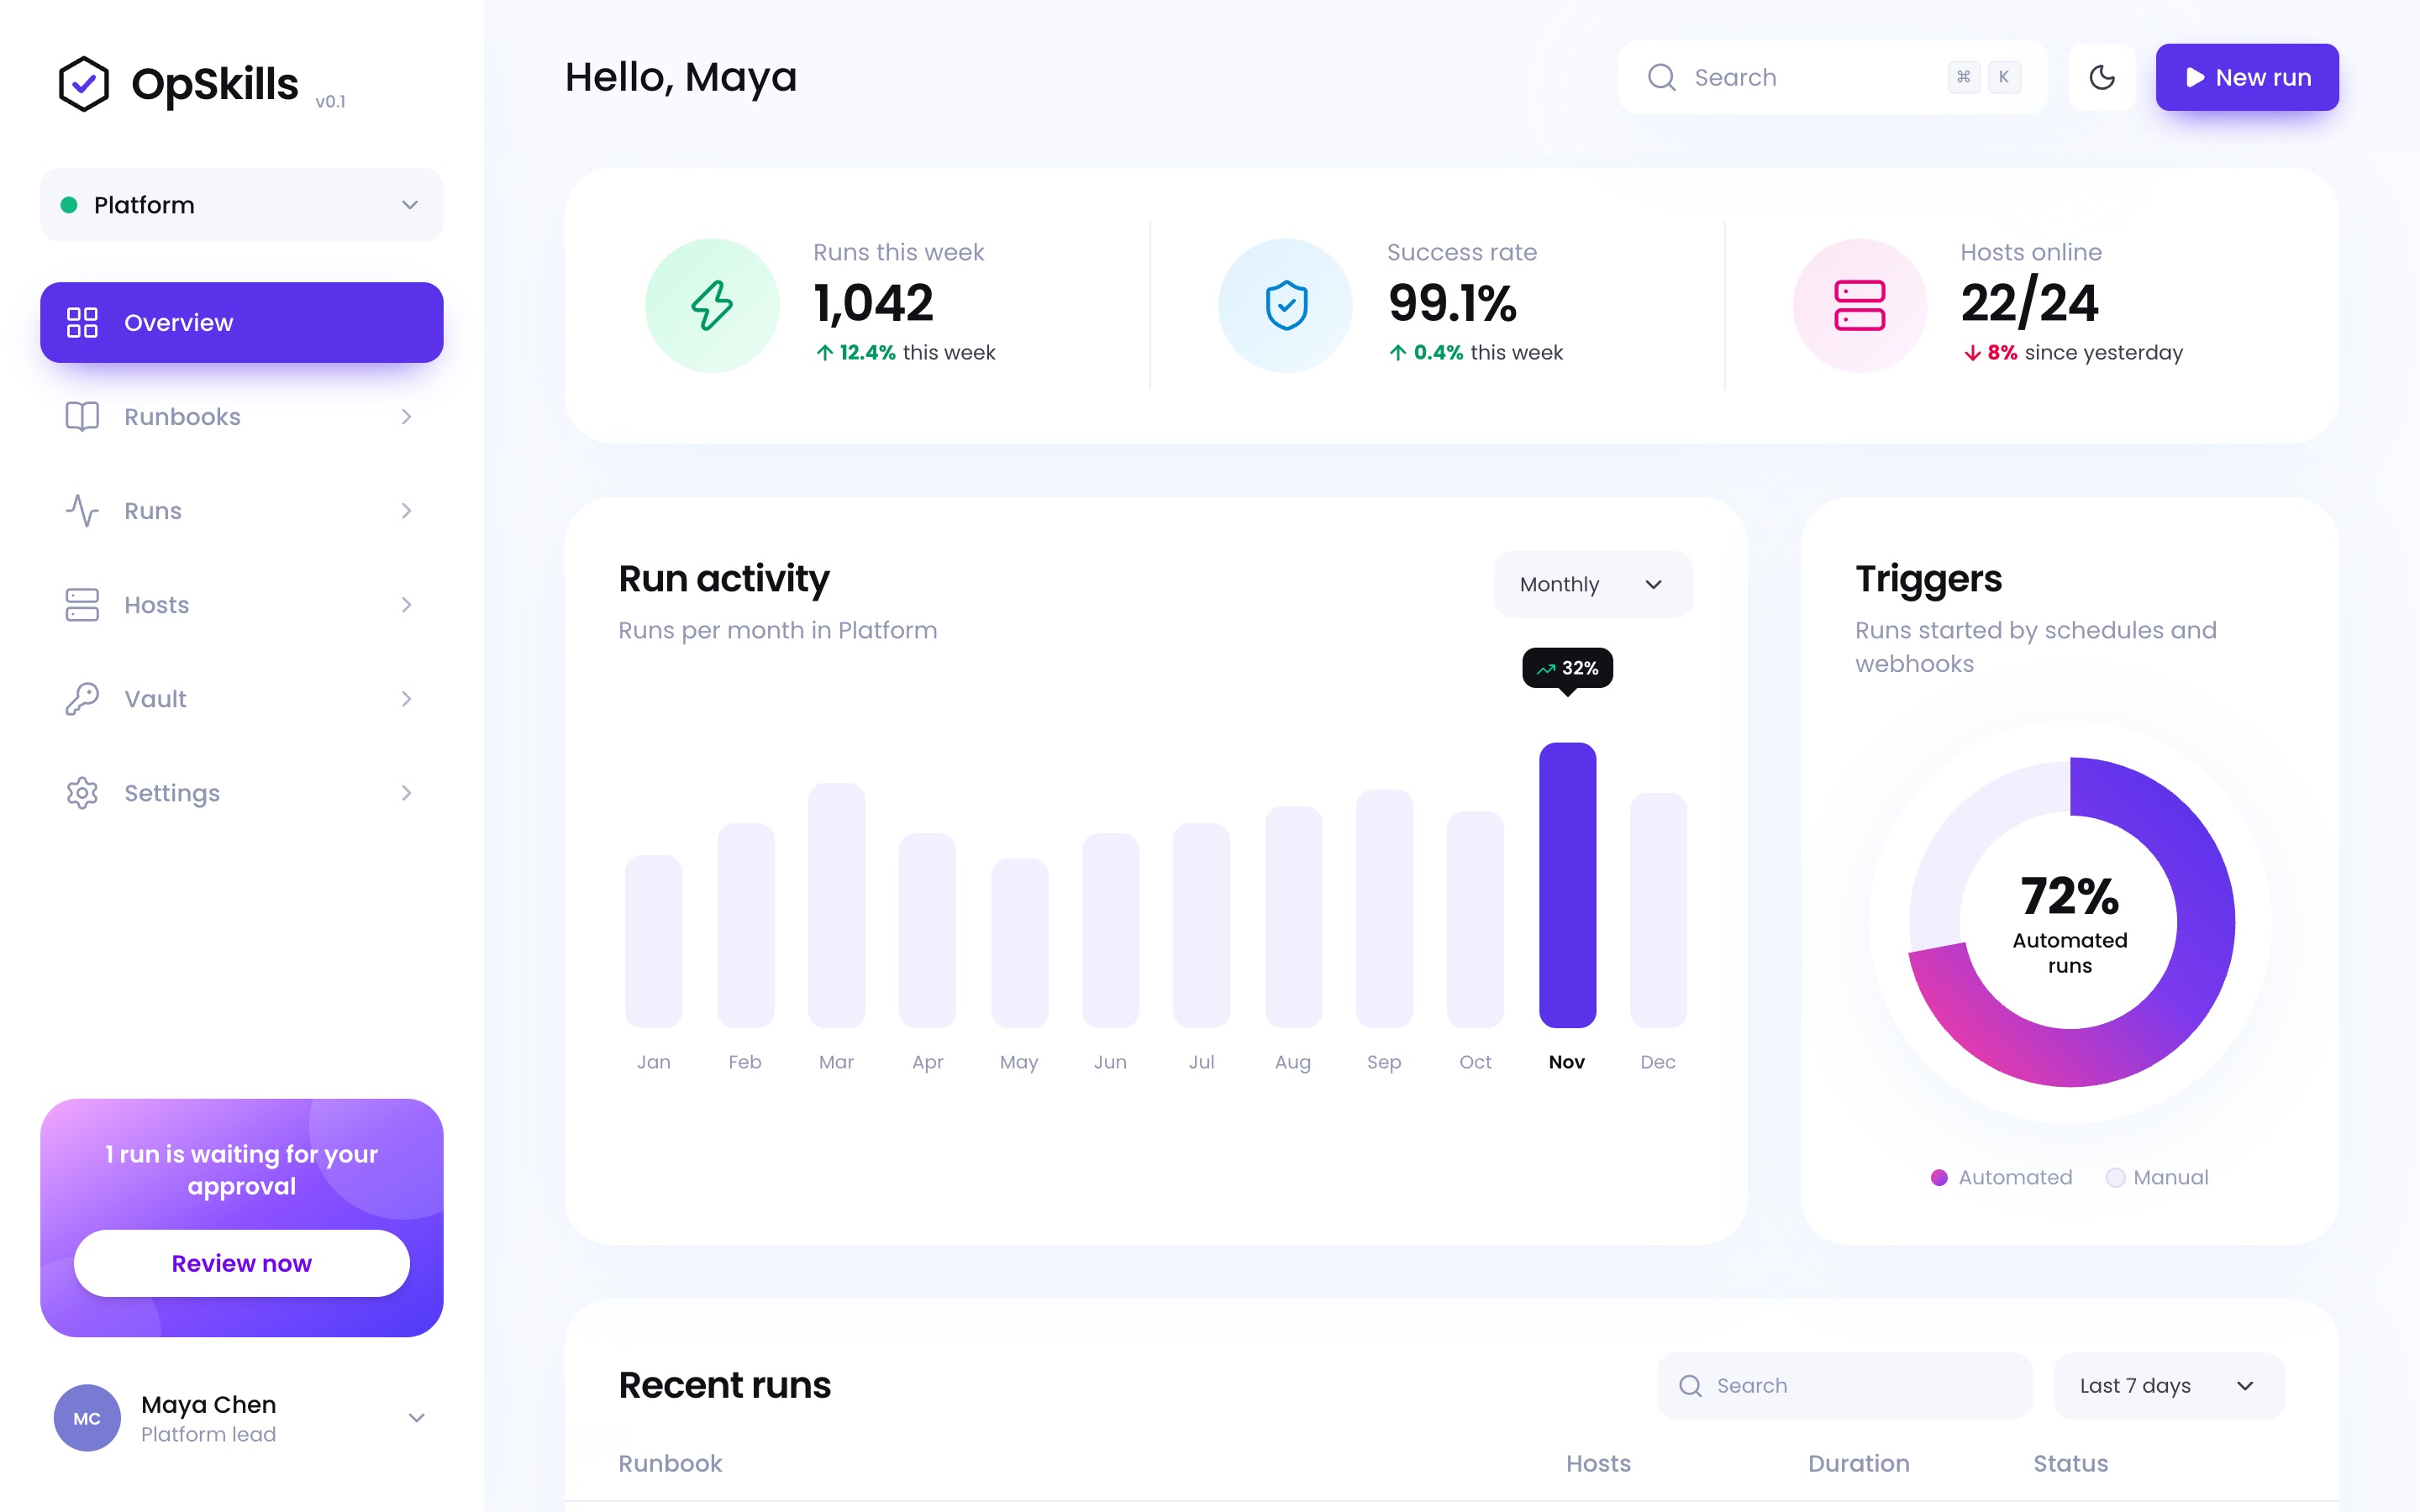 OpSkills v0.1
Platform
Overview
Runbooks
Runs
Hosts
Vault
Settings
1 run is waiting for your
approval
Review now
MC
Maya Chen
Platform lead
Hello, Maya
Search ⌘ K
New run
Runs this week
1,042
↑ 12.4% this week
Success rate
99.1%
↑ 0.4% this week
Hosts online
22/24
↓ 8% since yesterday
Run activity
Runs per month in Platform
Monthly
32%
Jan Feb Mar Apr May Jun Jul Aug Sep Oct Nov Dec
Triggers
Runs started by schedules and
webhooks
72%
Automated
runs
Automated Manual
Recent runs
Search
Last 7 days
Runbook Hosts Duration Status